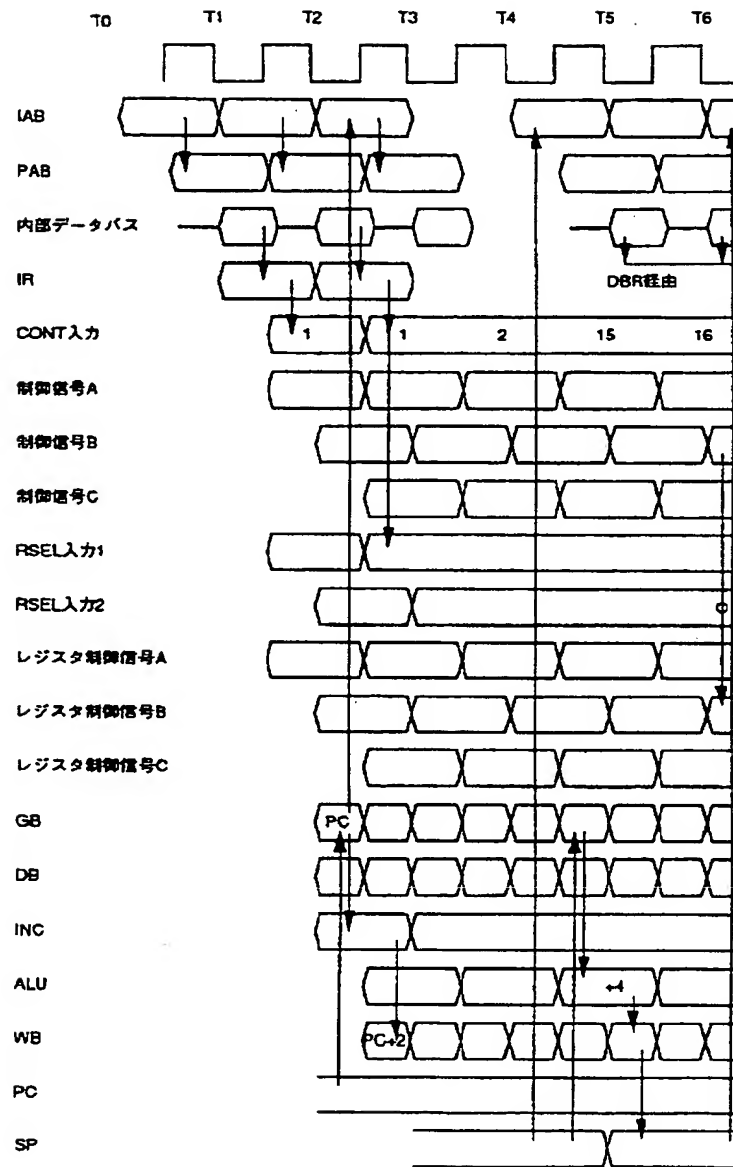 T0 T1 T2 T3 T4 T5 T6
IAB
PAB
内部データバス
IR
DBR経由
CONT入力 1 1 2 15 16
制御信号A
制御信号B
制御信号C
RSEL入力1
RSEL入力2
レジスタ制御信号A
レジスタ制御信号B
レジスタ制御信号C
GB PC
DB
INC
ALU
WB PC+2
PC
SP